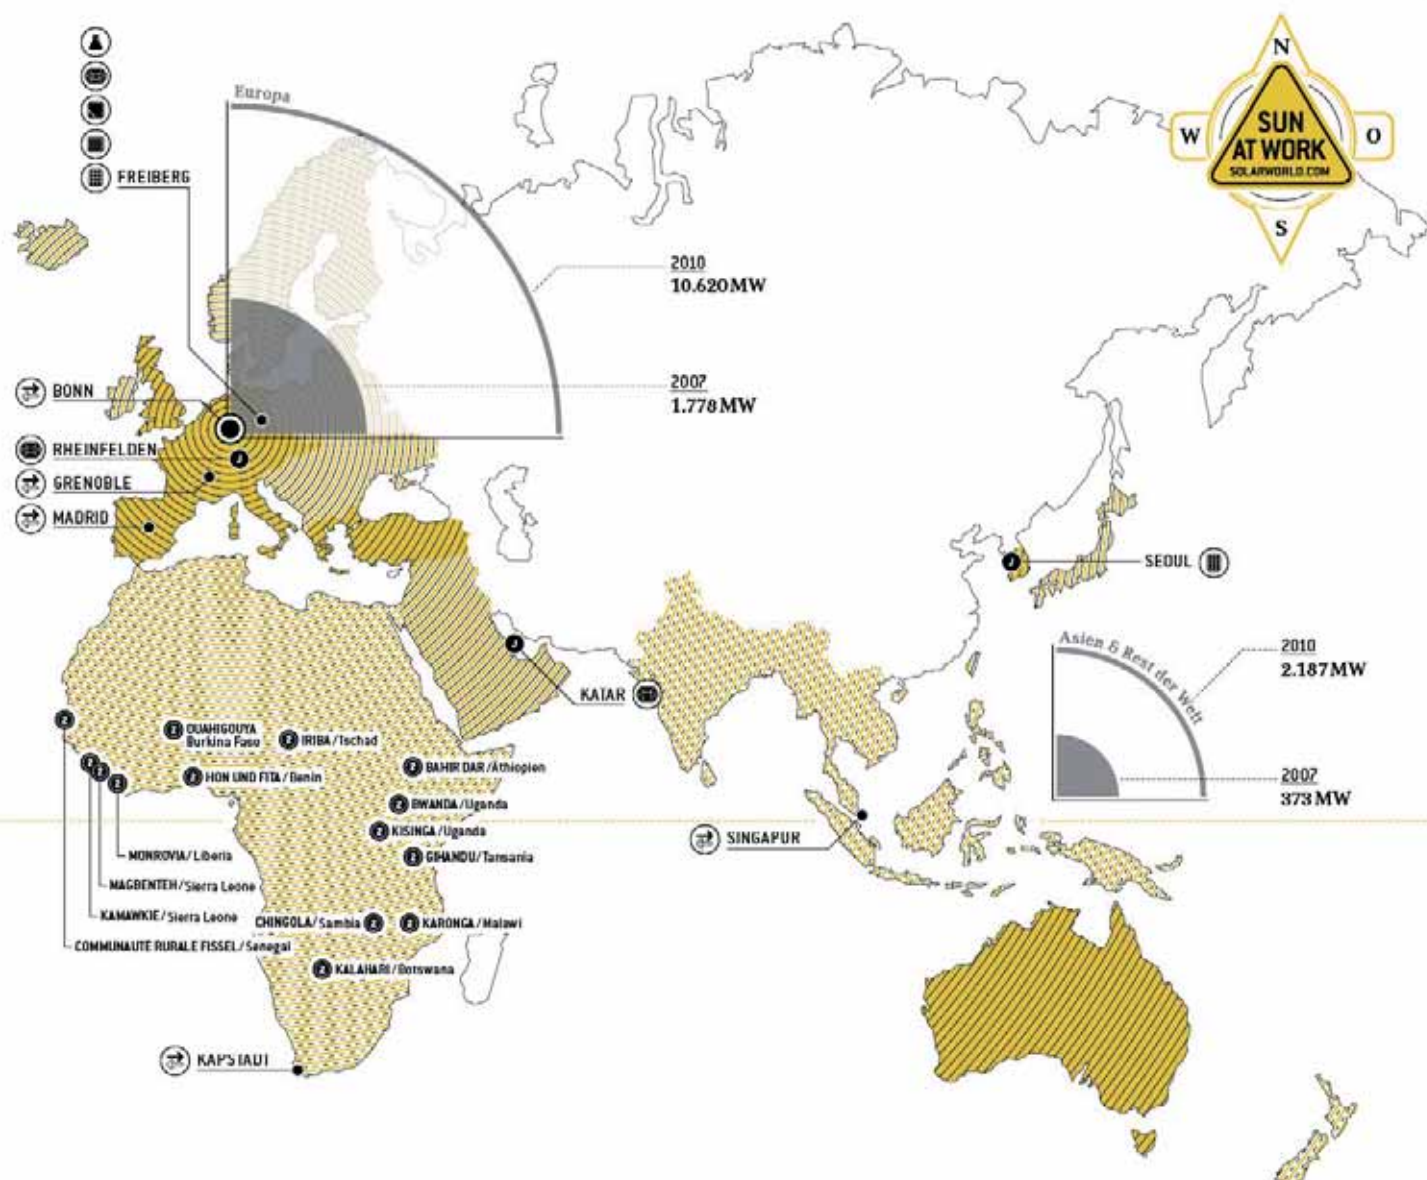 Europa
N
W
O
S
SUN
AT WORK
SOLARWORLD.COM
FREIBERG
2010
10.620 MW
2007
1.778 MW
BONN
RHEINFELDEN
J
GRENOBLE
MADRID
J
SEOUL
Asien & Rest der Welt
2010
2.187 MW
2007
373 MW
J
KATAR
Z
Z OUAHIGOUYA
Burkina Faso
Z IRIBA/Tschad
Z
Z
Z
Z HON UND FITA/Benin
Z BAHIR DAR/Äthiopien
Z BWANDA/Uganda
Z KISINGA/Uganda
Z GIHANDU/Tansania
SINGAPUR
MONROVIA/Liberia
MAGBENTEH/Sierra Leone
KAMAWKIE/Sierra Leone
CHINGOLA/Sambia Z
Z KARONGA/Malawi
COMMUNAUTÉ RURALE FISSEL/Senegal
Z KALAHARI/Botswana
KAPSTADT